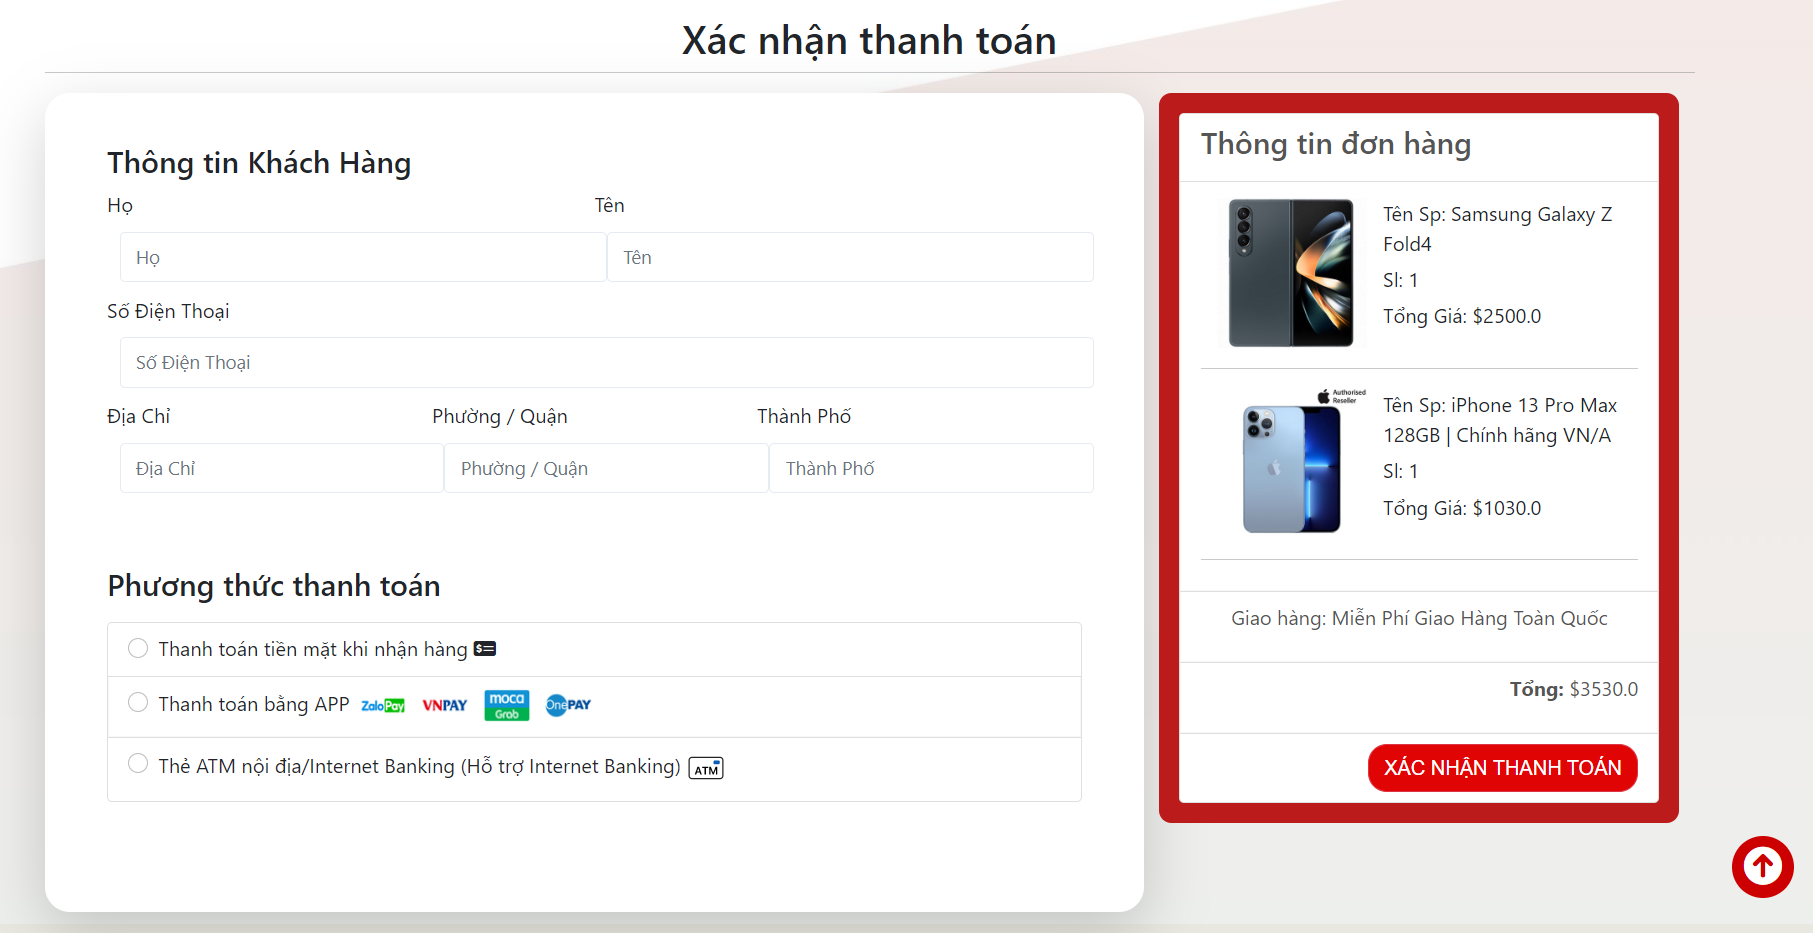 Xác nhận thanh toán
Thông tin Khách Hàng
Họ
Tên
Họ
Tên
Số Điện Thoại
Số Điện Thoại
Địa Chỉ
Phường / Quận
Thành Phố
Địa Chỉ
Phường / Quận
Thành Phố
Phương thức thanh toán
Thanh toán tiền mặt khi nhận hàng
Thanh toán bằng APP ZaloPay VNPAY moca Grab OnePAY
Thẻ ATM nội địa/Internet Banking (Hỗ trợ Internet Banking) ATM
Thông tin đơn hàng
Tên Sp: Samsung Galaxy Z
Fold4
Sl: 1
Tổng Giá: $2500.0
Authorised
Reseller
Tên Sp: iPhone 13 Pro Max
128GB | Chính hãng VN/A
Sl: 1
Tổng Giá: $1030.0
Giao hàng: Miễn Phí Giao Hàng Toàn Quốc
Tổng: $3530.0
XÁC NHẬN THANH TOÁN